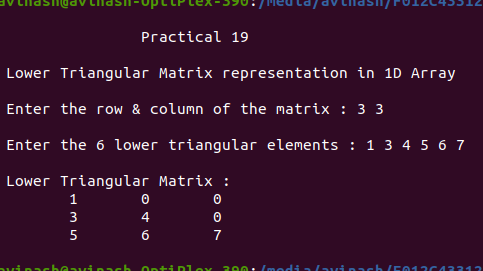 avinash@avinash-OptiPlex-390:/media/avinash/F012C43312
Practical 19
Lower Triangular Matrix representation in 1D Array
Enter the row & column of the matrix : 3 3
Enter the 6 lower triangular elements : 1 3 4 5 6 7
Lower Triangular Matrix :
1 0 0
3 4 0
5 6 7
avinash@avinash-OptiPlex-390:/media/avinash/F012C43312